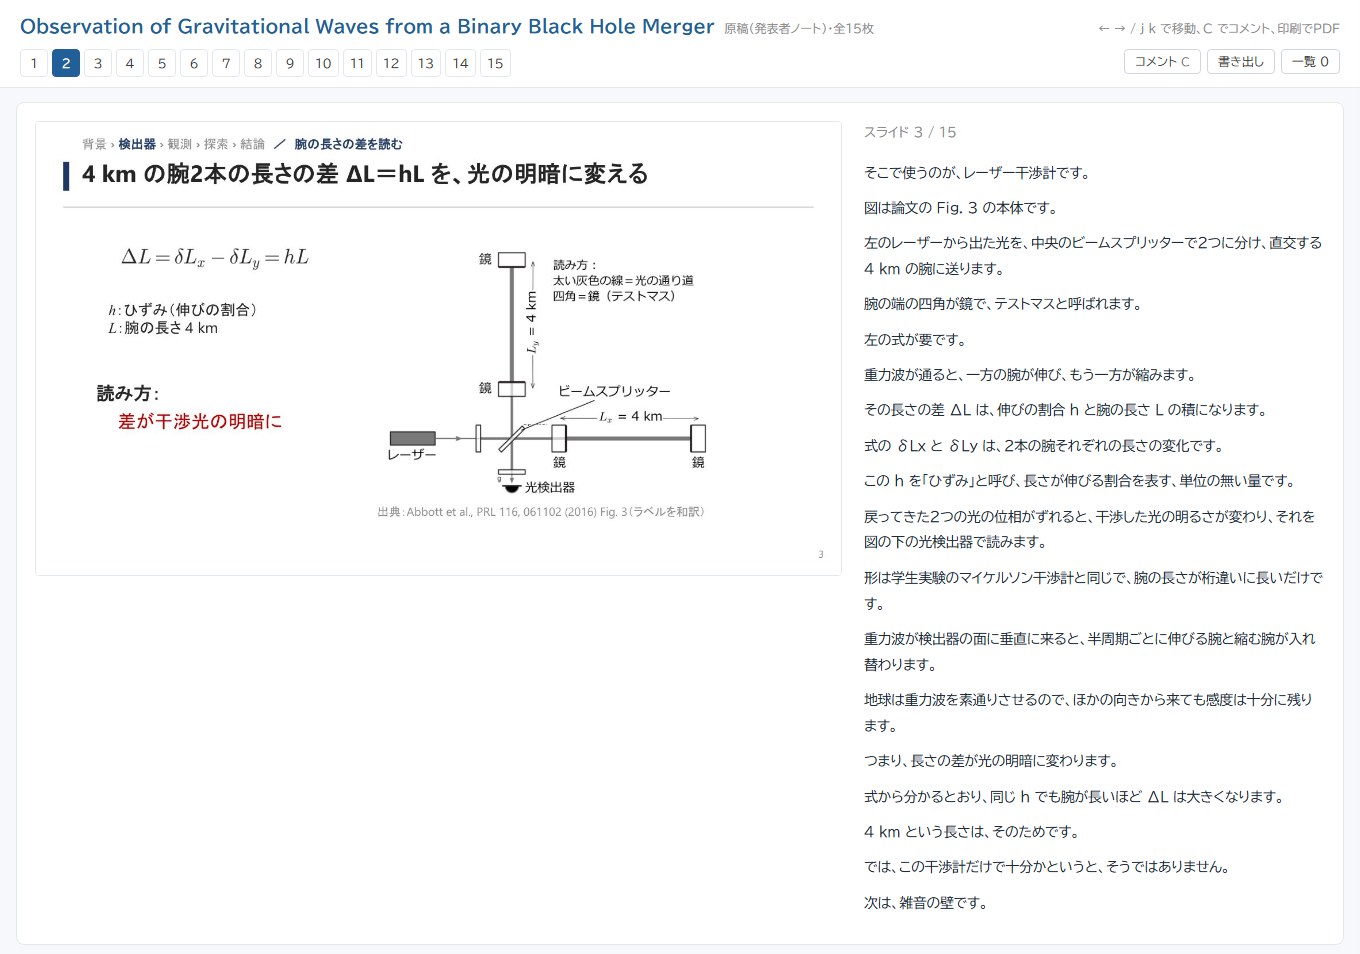 Observation of Gravitational Waves from a Binary Black Hole Merger 原稿(発表者ノート)・全15枚
← → / j k で移動、C でコメント、印刷でPDF
1 2 3 4 5 6 7 8 9 10 11 12 13 14 15
コメント C 書き出し 一覧 0
背景 › 検出器 › 観測 › 探索 › 結論 ／ 腕の長さの差を読む
4 km の腕2本の長さの差 ΔL=hL を、光の明暗に変える
ΔL = δLx − δLy = hL
h:ひずみ(伸びの割合)
L:腕の長さ4 km
読み方:
差が干渉光の明暗に
鏡
読み方：
太い灰色の線＝光の通り道
四角＝鏡（テストマス）
Ly = 4 km
鏡
ビームスプリッター
Lx = 4 km
レーザー
鏡
鏡
光検出器
出典:Abbott et al., PRL 116, 061102 (2016) Fig. 3(ラベルを和訳)
3
スライド 3 / 15
そこで使うのが、レーザー干渉計です。
図は論文の Fig. 3 の本体です。
左のレーザーから出た光を、中央のビームスプリッターで2つに分け、直交する
4 km の腕に送ります。
腕の端の四角が鏡で、テストマスと呼ばれます。
左の式が要です。
重力波が通ると、一方の腕が伸び、もう一方が縮みます。
その長さの差 ΔL は、伸びの割合 h と腕の長さ L の積になります。
式の δLx と δLy は、2本の腕それぞれの長さの変化です。
この h を「ひずみ」と呼び、長さが伸びる割合を表す、単位の無い量です。
戻ってきた2つの光の位相がずれると、干渉した光の明るさが変わり、それを
図の下の光検出器で読みます。
形は学生実験のマイケルソン干渉計と同じで、腕の長さが桁違いに長いだけで
す。
重力波が検出器の面に垂直に来ると、半周期ごとに伸びる腕と縮む腕が入れ
替わります。
地球は重力波を素通りさせるので、ほかの向きから来ても感度は十分に残り
ます。
つまり、長さの差が光の明暗に変わります。
式から分かるとおり、同じ h でも腕が長いほど ΔL は大きくなります。
4 km という長さは、そのためです。
では、この干渉計だけで十分かというと、そうではありません。
次は、雑音の壁です。